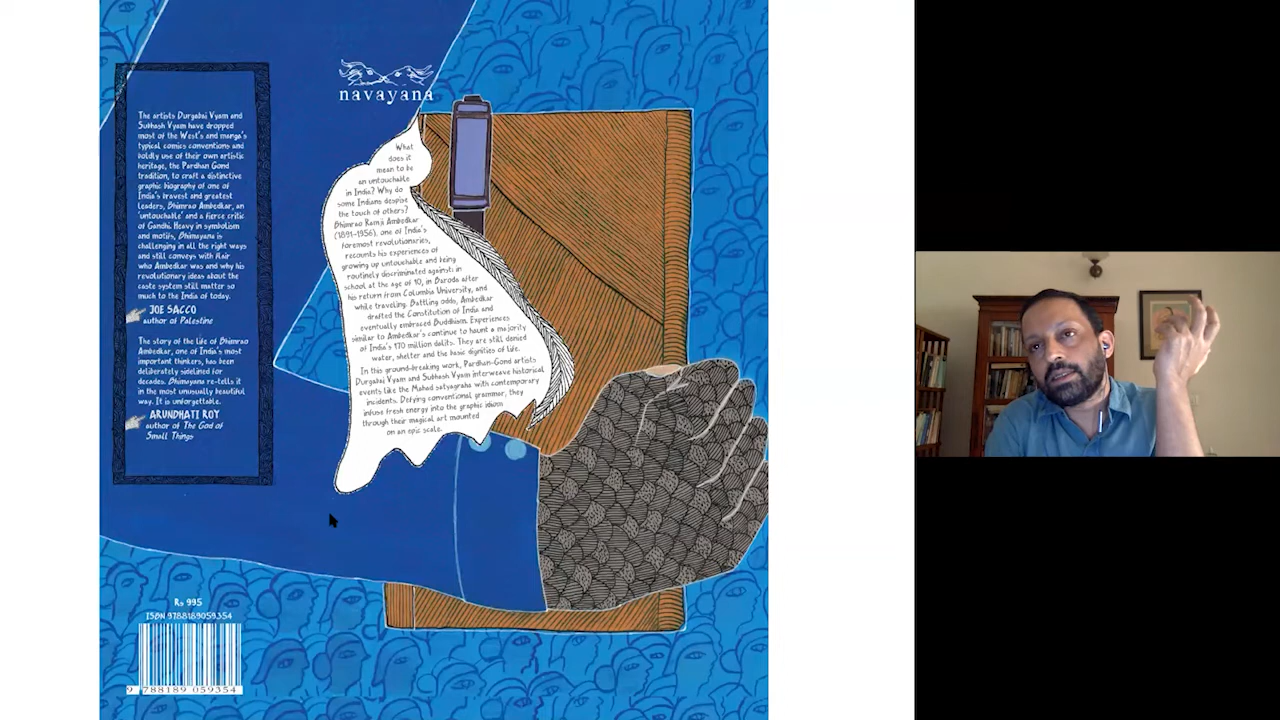 The artists Durgabai Vyam and
Subhash Vyam have dropped
most of the West's and manga's
typical comics conventions and
boldly use of their own artistic
heritage, the Pardhan Gond
tradition, to craft a distinctive
graphic biography of one of
India's bravest and greatest
leaders, Bhimrao Ambedkar, an
'untouchable' and a fierce critic
of Gandhi. Heavy in symbolism
and motifs, Bhimayana is
challenging in all the right ways
and still conveys with flair
who Ambedkar was and why his
revolutionary ideas about the
caste system still matter so
much to the India of today.
JOE SACCO
author of Palestine
The story of the life of Bhimrao
Ambedkar, one of India's most
important thinkers, has been
deliberately sidelined for
decades. Bhimayana re-tells it
in the most unusually beautiful
way. It is unforgettable.
ARUNDHATI ROY
author of The God of
Small Things
navayana
What
does it
mean to be
an untouchable
in India? Why do
some Indians despise
the touch of others?
Bhimrao Ramji Ambedkar
(1891–1956), one of India's
foremost revolutionaries,
recounts his experiences of
growing up untouchable and being
routinely discriminated against: in
school at the age of 10, in Baroda after
his return from Columbia University, and
while traveling. Battling odds, Ambedkar
drafted the Constitution of India and
eventually embraced Buddhism. Experiences
similar to Ambedkar's continue to haunt a majority
of India's 170 million dalits. They are still denied
water, shelter and the basic dignities of life.
In this ground-breaking work, Pardhan-Gond artists
Durgabai Vyam and Subhash Vyam interweave historical
events like the Mahad satyagraha with contemporary
incidents. Defying conventional grammar, they
infuse fresh energy into the graphic idiom
through their magical art mounted
on an epic scale.
Rs 995
ISBN 9788189059354
9 788189 059354